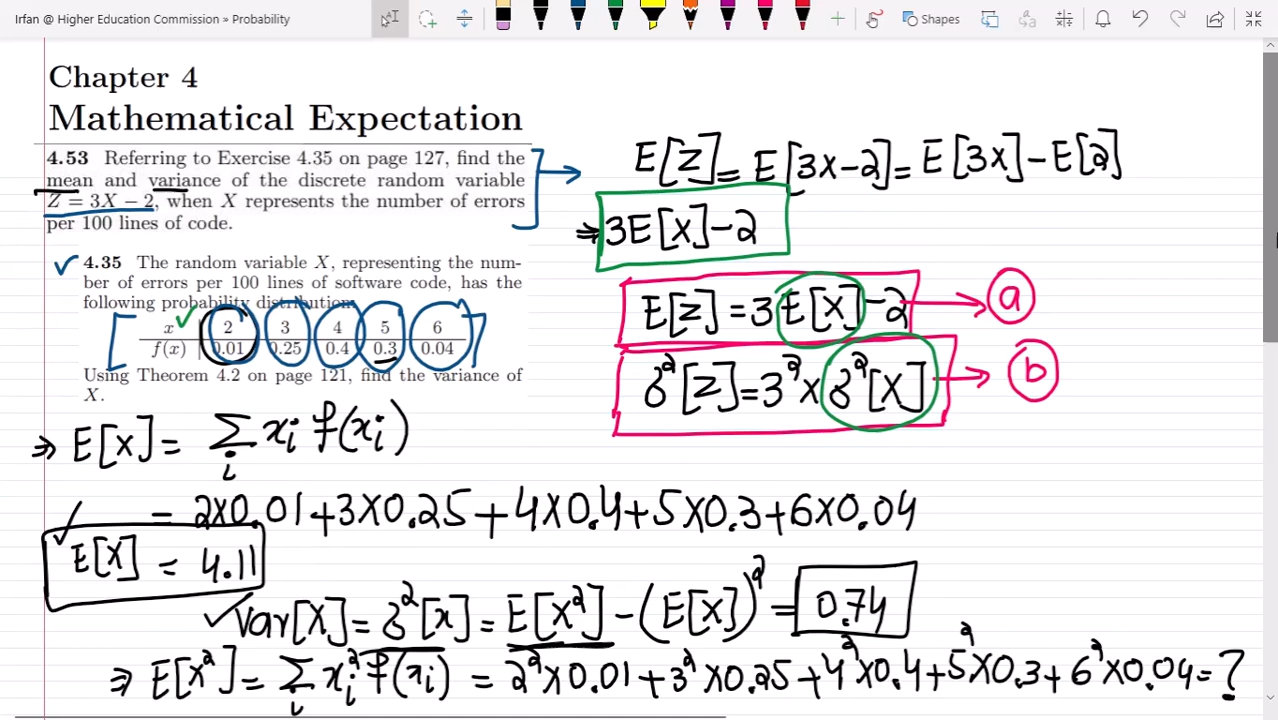 Irfan @ Higher Education Commission » Probability
Shapes
Chapter 4
Mathematical Expectation
4.53 Referring to Exercise 4.35 on page 127, find the
mean and variance of the discrete random variable
Z = 3X − 2, when X represents the number of errors
per 100 lines of code.
4.35 The random variable X, representing the num-
ber of errors per 100 lines of software code, has the
following probability distribution:
x 2 3 4 5 6
f(x) 0.01 0.25 0.4 0.3 0.04
Using Theorem 4.2 on page 121, find the variance of
X.
E[Z] = E[3X−2] = E[3X] − E[2]
⇒ 3E[X]−2
E[Z] = 3E[X]−2 → a
σ²[Z] = 3² × σ²[X] → b
⇒ E[X] = Σᵢ xᵢ f(xᵢ)
= 2×0.01+3×0.25+4×0.4+5×0.3+6×0.04
E[X] = 4.11
Var[X] = σ²[x] = E[X²] − (E[X])² = 0.74
⇒ E[X²] = Σᵢ xᵢ² f(xᵢ) = 2²×0.01+3²×0.25+4²×0.4+5²×0.3+6²×0.04=?